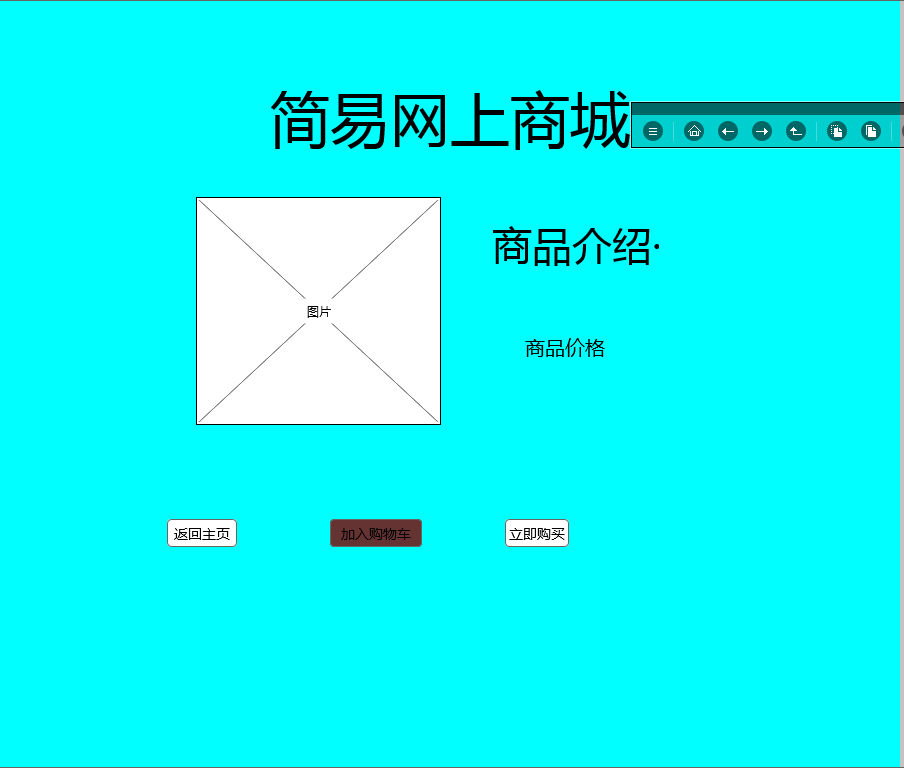 简易网上商城
商品介绍·
图片
商品价格
返回主页
加入购物车
立即购买